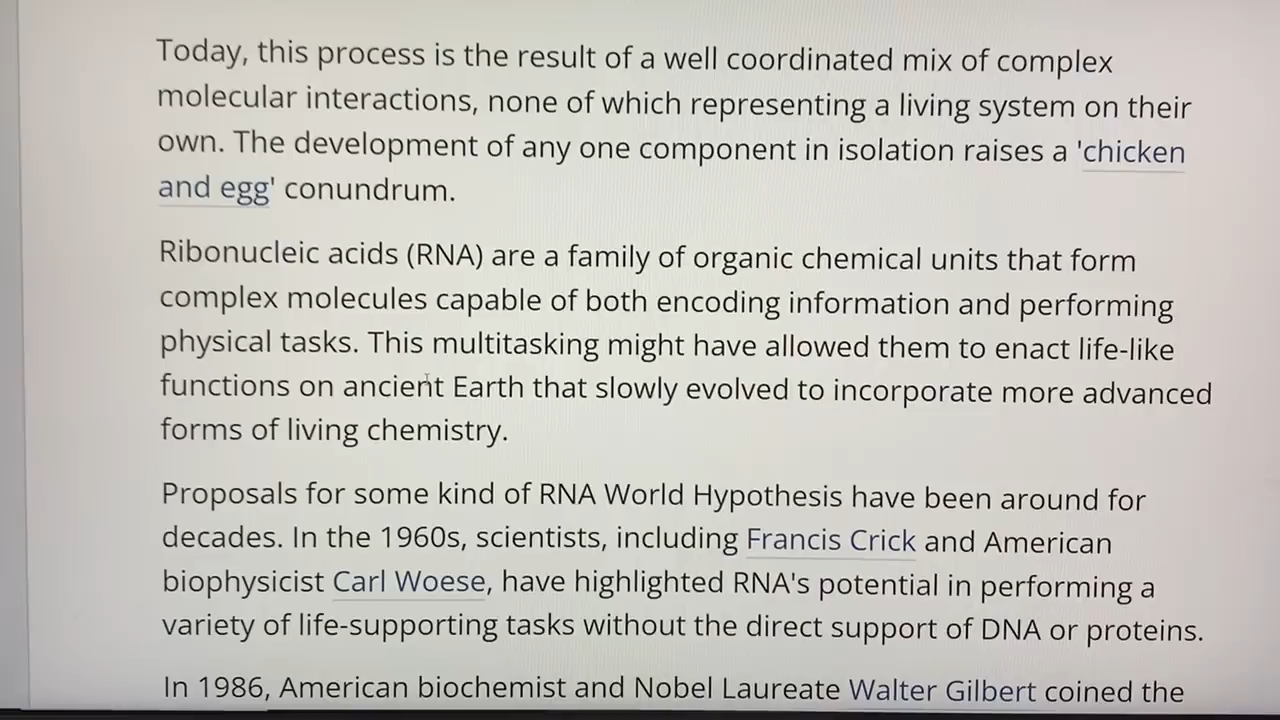 Today, this process is the result of a well coordinated mix of complex
molecular interactions, none of which representing a living system on their
own. The development of any one component in isolation raises a 'chicken
and egg' conundrum.
Ribonucleic acids (RNA) are a family of organic chemical units that form
complex molecules capable of both encoding information and performing
physical tasks. This multitasking might have allowed them to enact life-like
functions on ancient Earth that slowly evolved to incorporate more advanced
forms of living chemistry.
Proposals for some kind of RNA World Hypothesis have been around for
decades. In the 1960s, scientists, including Francis Crick and American
biophysicist Carl Woese, have highlighted RNA's potential in performing a
variety of life-supporting tasks without the direct support of DNA or proteins.
In 1986, American biochemist and Nobel Laureate Walter Gilbert coined the